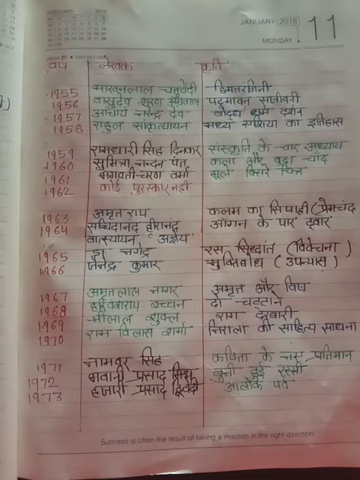 JANUARY, 2016
MONDAY
11
वर्ष लेखक कृति
1955 माखनलाल चतुर्वेदी हिमतरंगिनी
1956 वासुदेव शरण अग्रवाल पदमावत सजीवनी
1957 आचार्य नरेन्द्र देव बौद्ध धर्म दर्शन
1958 राहुल सांकृत्यायन मध्य एशिया का इतिहास
1959 रामधारी सिंह दिनकर संस्कृति के चार अध्याय
1960 सुमित्रा नन्दन पंत कला और बूढ़ा चाँद
1961 भगवतीचरण वर्मा भूले बिसरे चित्र
1962 कोई पुरस्कार नही
1963 अमृत राय कलम का सिपाही (प्रेमचंद
1964 सच्चिदानंद हीरानंद आँगन के पार द्वार
वात्स्यायन अज्ञेय
1965 डा नगेंद्र रस सिद्धांत (विवेचना)
1966 जैनेंद्र कुमार मुक्तिबोध (उपन्यास)
1967 अमृतलाल नागर अमृत और विष
1968 हरिवंशराय बच्चन दो चट्टाने
1969 श्रीलाल शुक्ल राग दरबारी
1970 राम विलास शर्मा निराला की साहित्य साधना
1971 नामवर सिंह कविता के नए प्रतिमान
1972 भवानी प्रसाद मिश्र बुनी हुई रस्सी
1973 हजारी प्रसाद द्विवेदी आलोक पर्व
Success is often the result of taking a misstep in the right direction